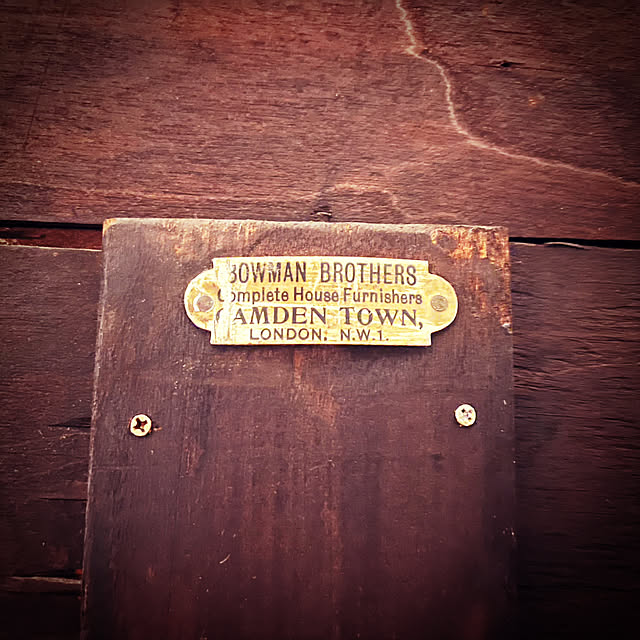 BOWMAN BROTHERS
Complete House Furnishers
CAMDEN TOWN,
LONDON, N.W.1.